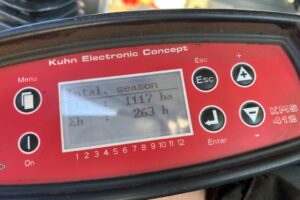 Kuhn Electronic Concept
Menu
Esc
+
Total. season
1117 ha
Σh : 263 h
Esc
On
1 2 3 4 5 6 7 8 9 10 11 12
Enter
−
KMS
412